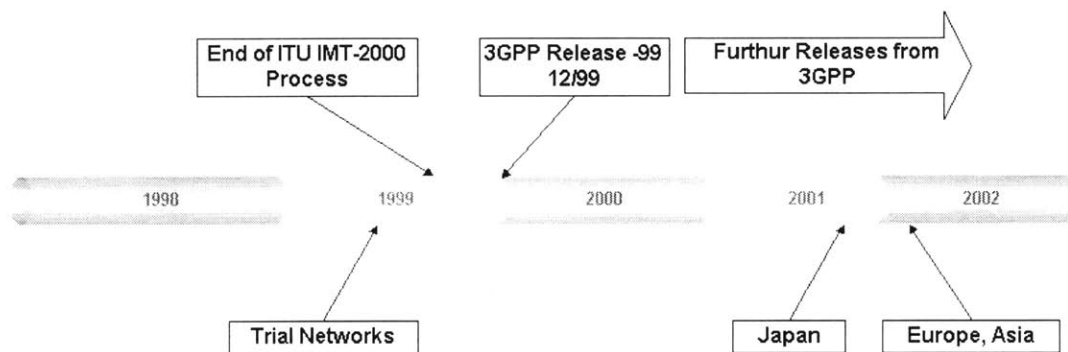 End of ITU IMT-2000
Process
3GPP Release -99
12/99
Furthur Releases from
3GPP
1998
1999
2000
2001
2002
Trial Networks
Japan
Europe, Asia